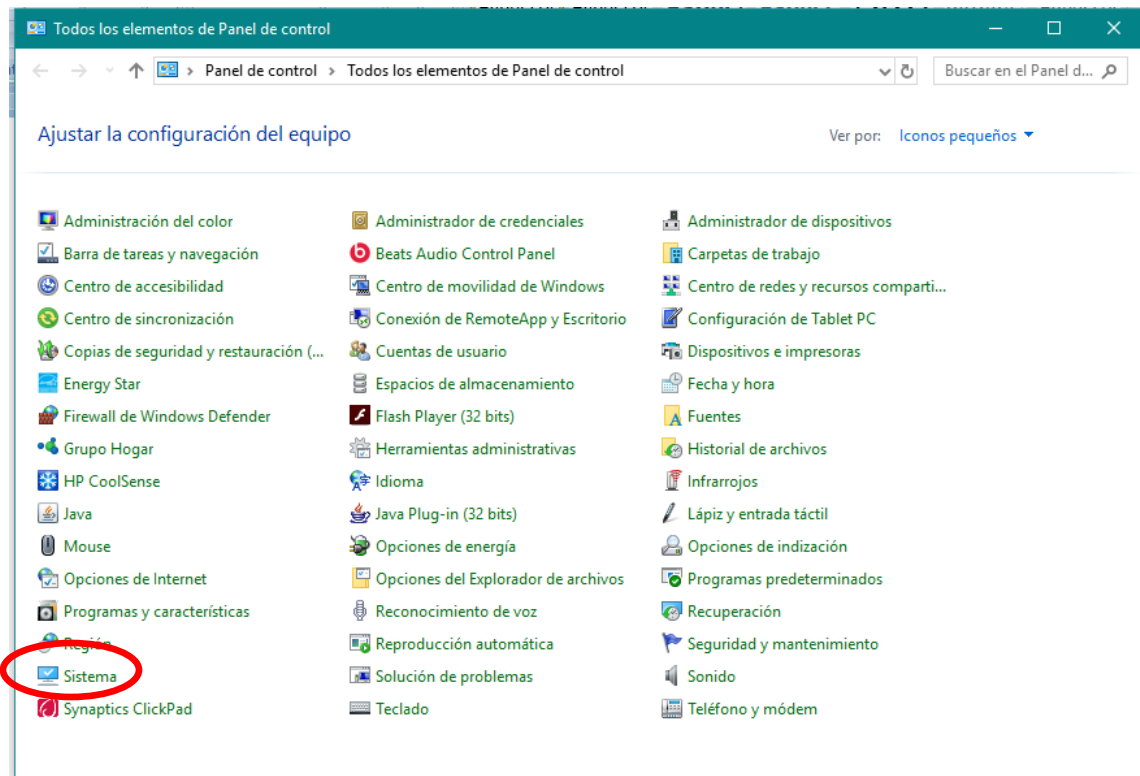 Todos los elementos de Panel de control
Panel de control > Todos los elementos de Panel de control
Buscar en el Panel d...
Ajustar la configuración del equipo
Ver por: Iconos pequeños
Administración del color
Administrador de credenciales
Administrador de dispositivos
Barra de tareas y navegación
Beats Audio Control Panel
Carpetas de trabajo
Centro de accesibilidad
Centro de movilidad de Windows
Centro de redes y recursos comparti...
Centro de sincronización
Conexión de RemoteApp y Escritorio
Configuración de Tablet PC
Copias de seguridad y restauración (...
Cuentas de usuario
Dispositivos e impresoras
Energy Star
Espacios de almacenamiento
Fecha y hora
Firewall de Windows Defender
Flash Player (32 bits)
Fuentes
Grupo Hogar
Herramientas administrativas
Historial de archivos
HP CoolSense
Idioma
Infrarrojos
Java
Java Plug-in (32 bits)
Lápiz y entrada táctil
Mouse
Opciones de energía
Opciones de indización
Opciones de Internet
Opciones del Explorador de archivos
Programas predeterminados
Programas y características
Reconocimiento de voz
Recuperación
Región
Reproducción automática
Seguridad y mantenimiento
Sistema
Solución de problemas
Sonido
Synaptics ClickPad
Teclado
Teléfono y módem